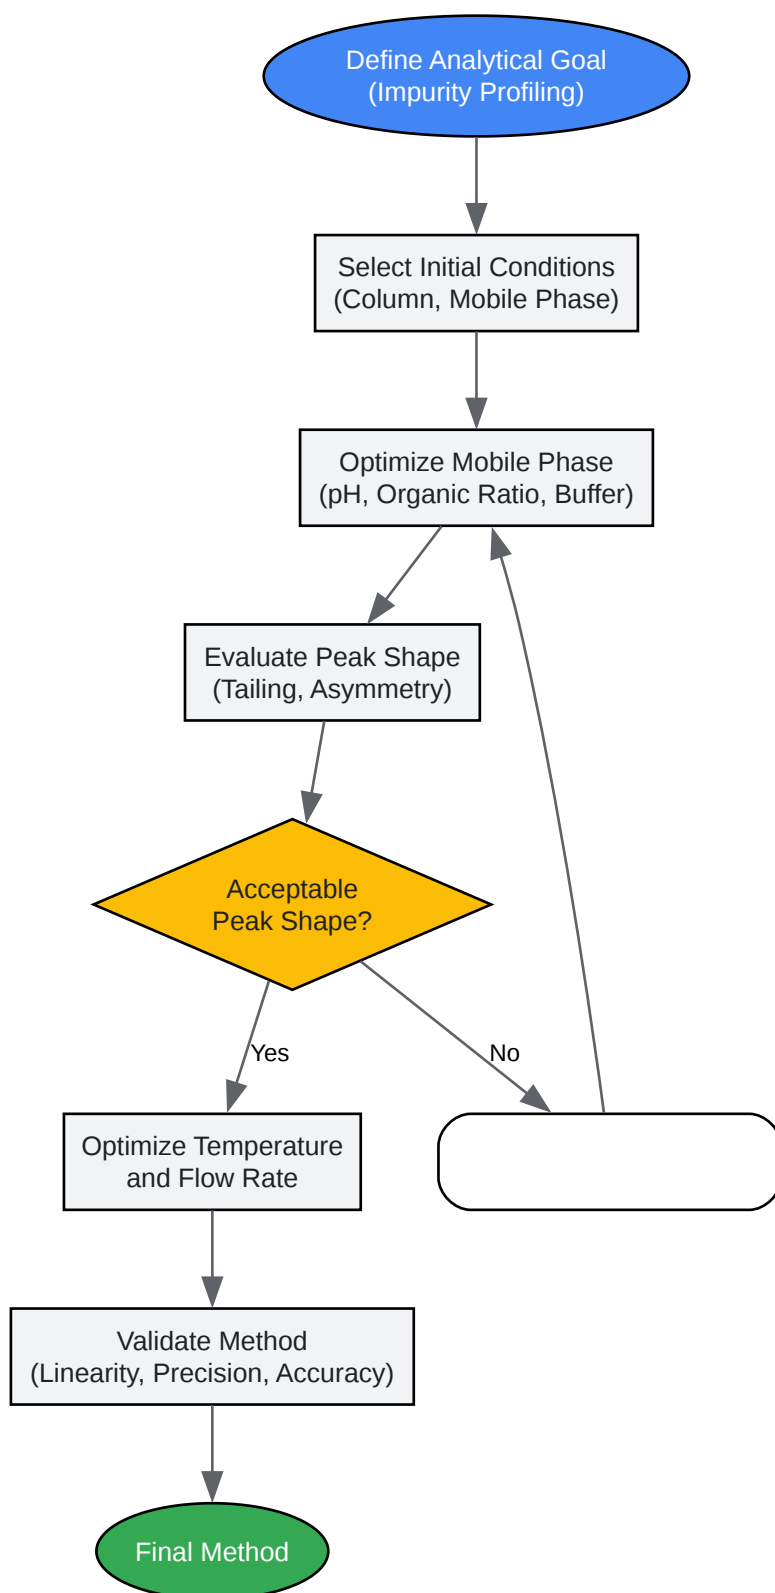 Define Analytical Goal
(Impurity Profiling)
Select Initial Conditions
(Column, Mobile Phase)
Optimize Mobile Phase
(pH, Organic Ratio, Buffer)
Evaluate Peak Shape
(Tailing, Asymmetry)
Acceptable
Peak Shape?
Yes
No
Optimize Temperature
and Flow Rate
Validate Method
(Linearity, Precision, Accuracy)
Final Method